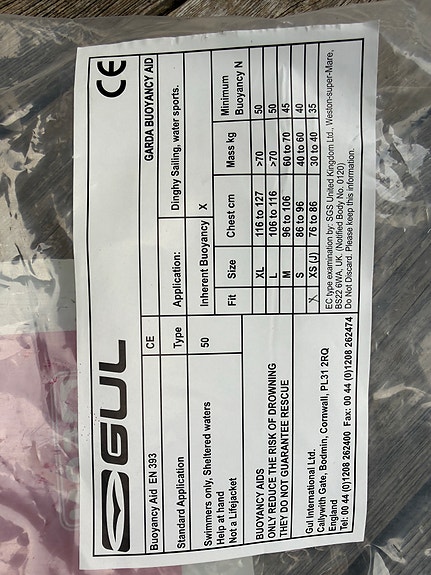 GUL
CE
Buoyancy Aid EN 393 CE GARDA BUOYANCY AID
Standard Application Type Application: Dinghy Sailing, water sports.
Swimmers only, Sheltered waters 50 Inherent Buoyancy X
Help at hand
Not a Lifejacket
Fit Size Chest cm Mass kg Minimum Buoyancy N
XL 116 to 127 >70 50
L 106 to 116 >70 50
M 96 to 106 60 to 70 45
S 86 to 96 40 to 60 40
X XS (J) 76 to 86 30 to 40 35
BUOYANCY AIDS
ONLY REDUCE THE RISK OF DROWNING
THEY DO NOT GUARANTEE RESCUE
Gul International Ltd.
Callywith Gate, Bodmin, Cornwall, PL31 2RQ
England
Tel: 00 44 (0)1208 262400 Fax: 00 44 (0)1208 262474
EC type examination by: SGS United Kingdom Ltd., Weston-super-Mare,
BS22 6WA, UK. (Notified Body No. 0120)
Do Not Discard. Please keep this information.